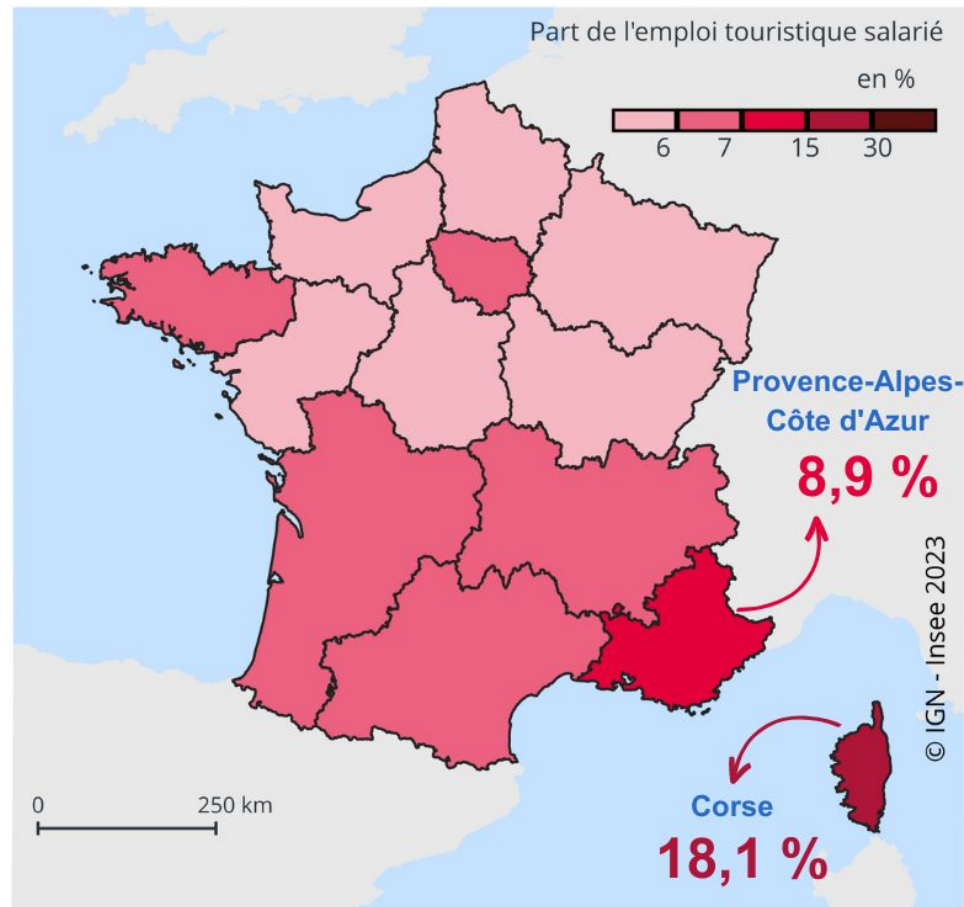 Part de l'emploi touristique salarié
en %
6 7 15 30
Provence-Alpes-
Côte d'Azur
8,9 %
© IGN - Insee 2023
0 250 km
Corse
18,1 %